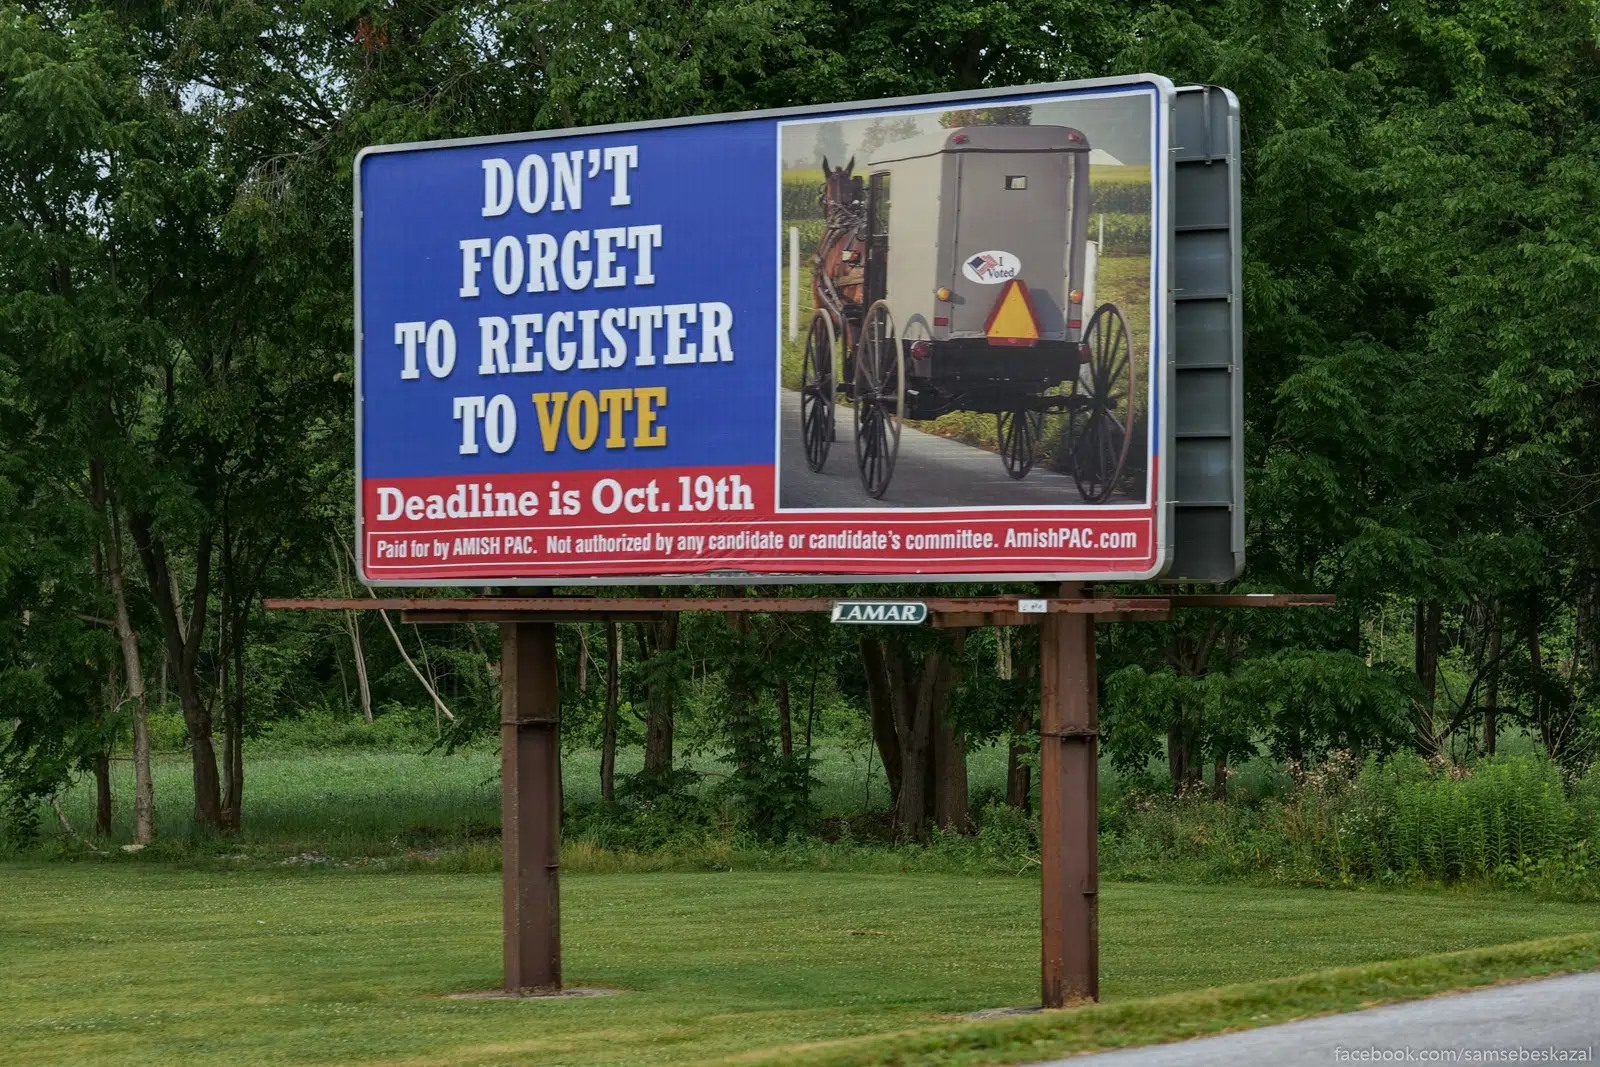 DON'T
FORGET
TO REGISTER
TO VOTE
Deadline is Oct. 19th
Paid for by AMISH PAC. Not authorized by any candidate or candidate's committee. AmishPAC.com
I
Voted
LAMAR
facebook.com/samsebeskazal